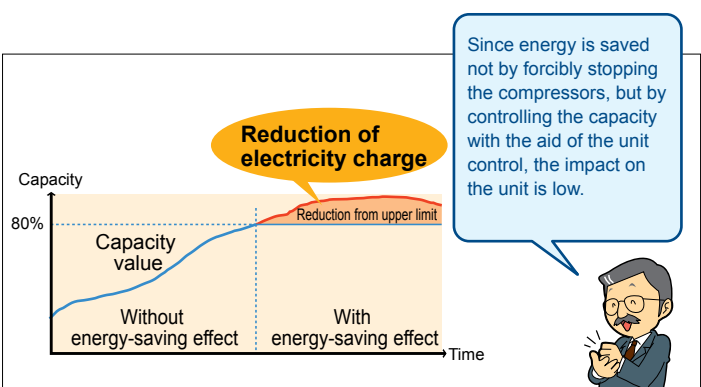 Since energy is saved
not by forcibly stopping
the compressors, but by
controlling the capacity
with the aid of the unit
control, the impact on
the unit is low.
Reduction of
electricity charge
Capacity
80%
Reduction from upper limit
Capacity
value
Without
energy-saving effect
With
energy-saving effect
Time